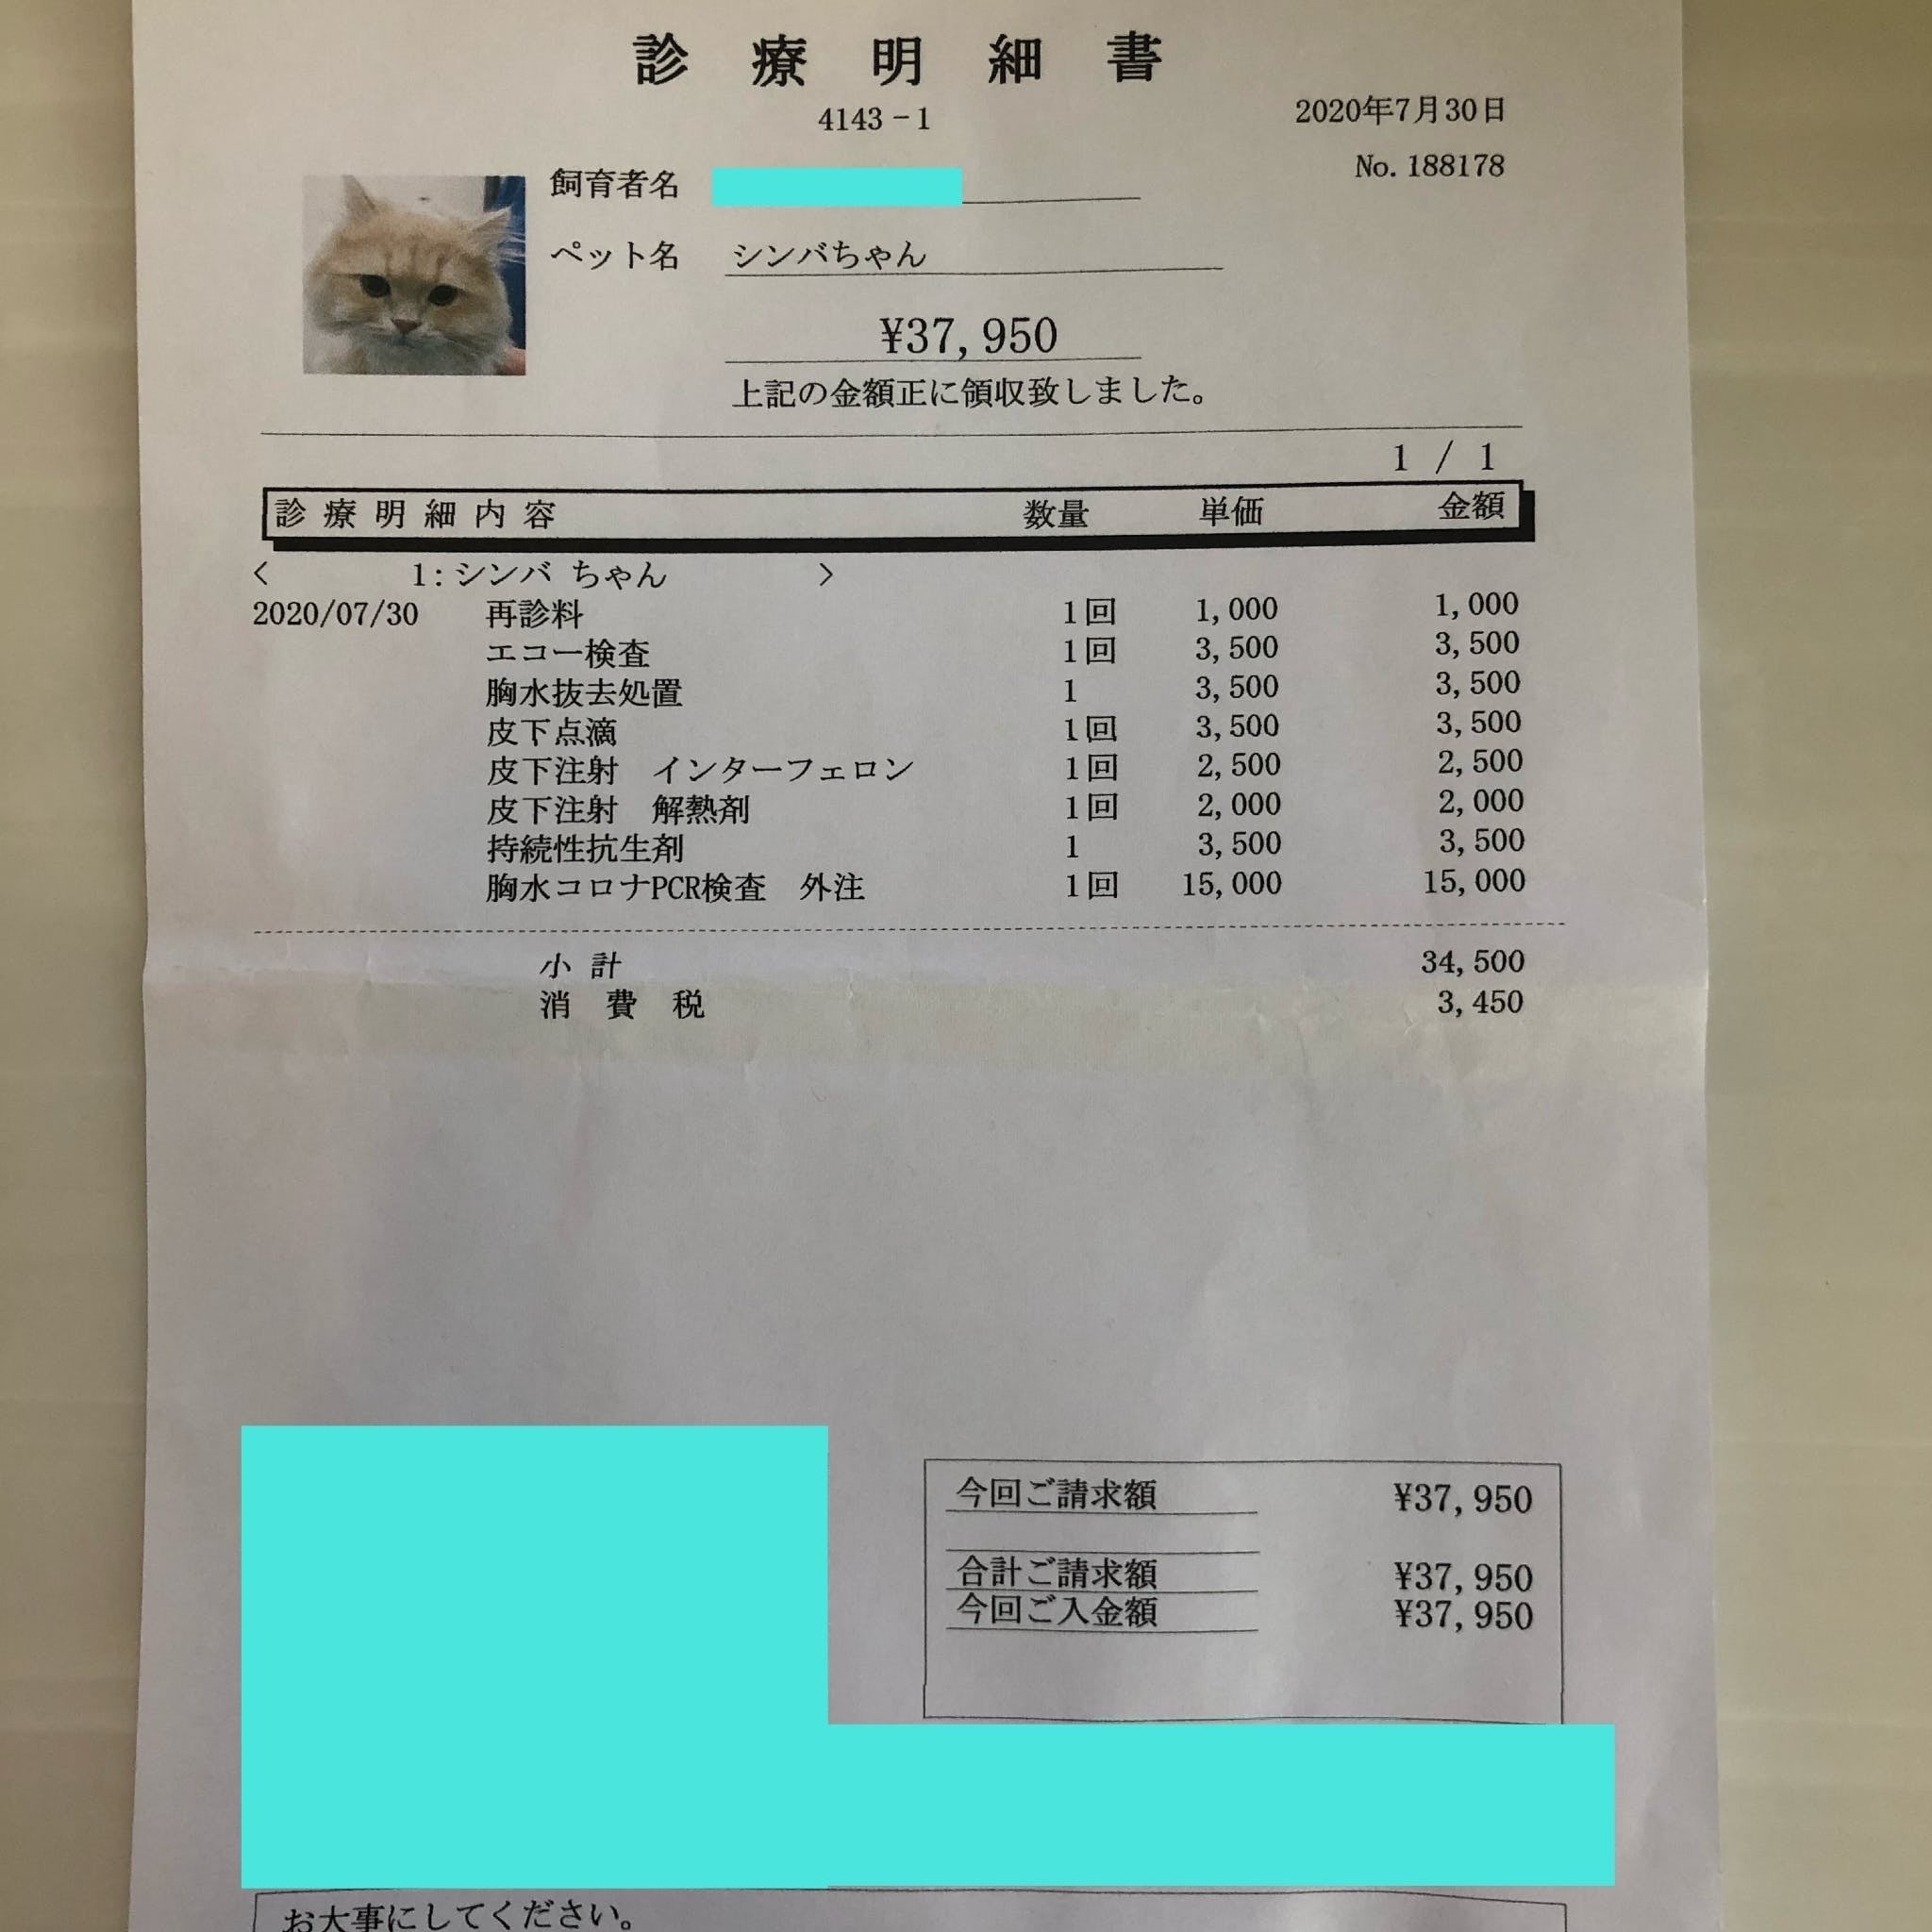 診療明細書
4143-1
2020年7月30日
No. 188178
飼育者名
ペット名 シンバちゃん
¥37,950
上記の金額正に領収致しました。
1 / 1
診療明細内容 数量 単価 金額
< 1:シンバ ちゃん >
2020/07/30 再診料 1回 1,000 1,000
エコー検査 1回 3,500 3,500
胸水抜去処置 1 3,500 3,500
皮下点滴 1回 3,500 3,500
皮下注射 インターフェロン 1回 2,500 2,500
皮下注射 解熱剤 1回 2,000 2,000
持続性抗生剤 1 3,500 3,500
胸水コロナPCR検査 外注 1回 15,000 15,000
小計 34,500
消費税 3,450
今回ご請求額 ¥37,950
合計ご請求額 ¥37,950
今回ご入金額 ¥37,950
お大事にしてください。